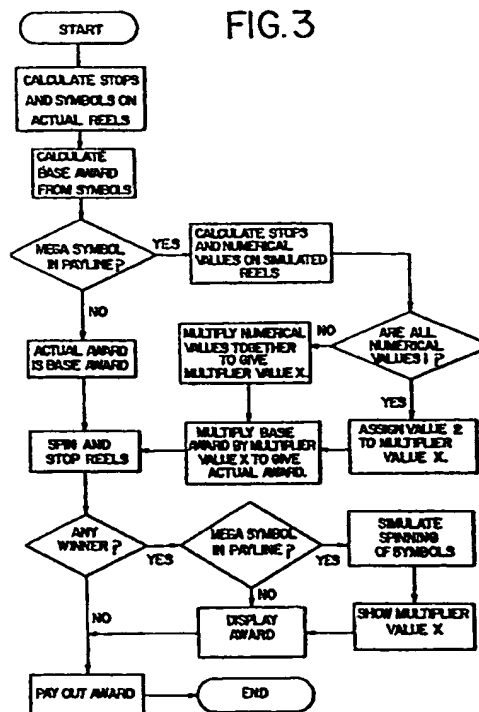 FIG.3
START
CALCULATE STOPS
AND SYMBOLS ON
ACTUAL REELS
CALCULATE
BASE AWARD
FROM SYMBOLS
MEGA SYMBOL
IN PAYLINE?
YES
CALCULATE STOPS
AND NUMERICAL
VALUES ON SIMULATED
REELS
NO
ARE ALL
NUMERICAL
VALUES 1?
NO
MULTIPLY NUMERICAL
VALUES TOGETHER
TO GIVE
MULTIPLIER VALUE X.
YES
ACTUAL AWARD
IS BASE AWARD
ASSIGN VALUE 2
TO MULTIPLIER
VALUE X.
MULTIPLY BASE
AWARD BY MULTIPLIER
VALUE X TO GIVE
ACTUAL AWARD.
SPIN AND
STOP REELS
ANY
WINNER?
YES
MEGA SYMBOL
IN PAYLINE?
YES
SIMULATE
SPINNING
OF SYMBOLS
NO
NO
SHOW MULTIPLIER
VALUE X
DISPLAY
AWARD
PAY OUT AWARD
END